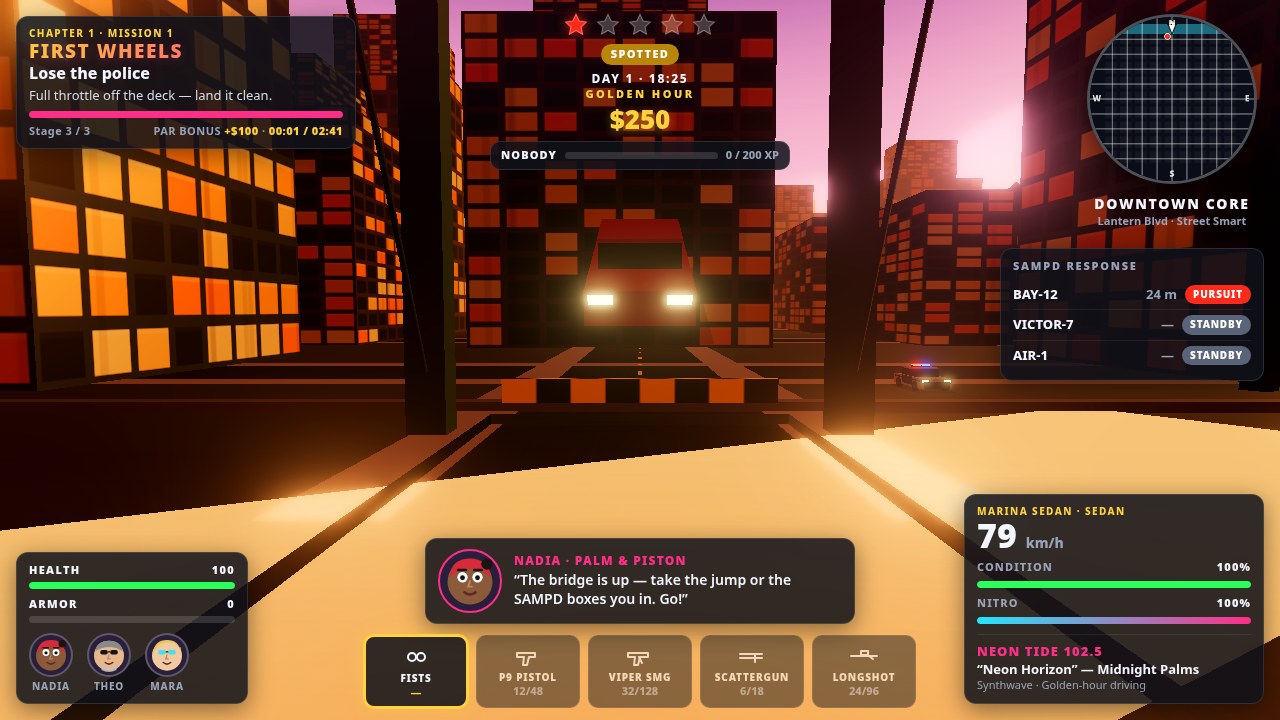 CHAPTER 1 · MISSION 1
FIRST WHEELS
Lose the police
Full throttle off the deck — land it clean.
Stage 3 / 3
PAR BONUS +$100 · 00:01 / 02:41
SPOTTED
DAY 1 · 18:25
GOLDEN HOUR
$250
NOBODY
0 / 200 XP
N
W
E
S
DOWNTOWN CORE
Lantern Blvd · Street Smart
SAMPD RESPONSE
BAY-12 24 m PURSUIT
VICTOR-7 — STANDBY
AIR-1 — STANDBY
HEALTH 100
ARMOR 0
NADIA THEO MARA
NADIA · PALM & PISTON
“The bridge is up — take the jump or the
SAMPD boxes you in. Go!”
FISTS
—
P9 PISTOL
12/48
VIPER SMG
32/128
SCATTERGUN
6/18
LONGSHOT
24/96
MARINA SEDAN · SEDAN
79 km/h
CONDITION 100%
NITRO 100%
NEON TIDE 102.5
“Neon Horizon” — Midnight Palms
Synthwave · Golden-hour driving